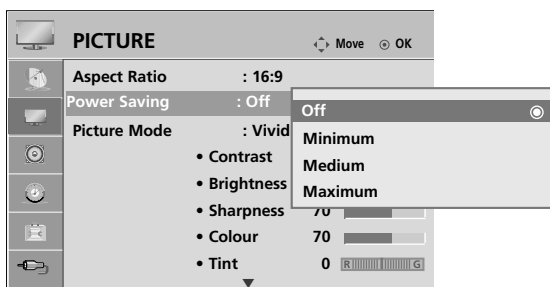 PICTURE
Move OK
Aspect Ratio : 16:9
Power Saving : Off
Off
Minimum
Medium
Maximum
Picture Mode : Vivid
• Contrast
• Brightness
• Sharpness 70
• Colour 70
• Tint 0 R G